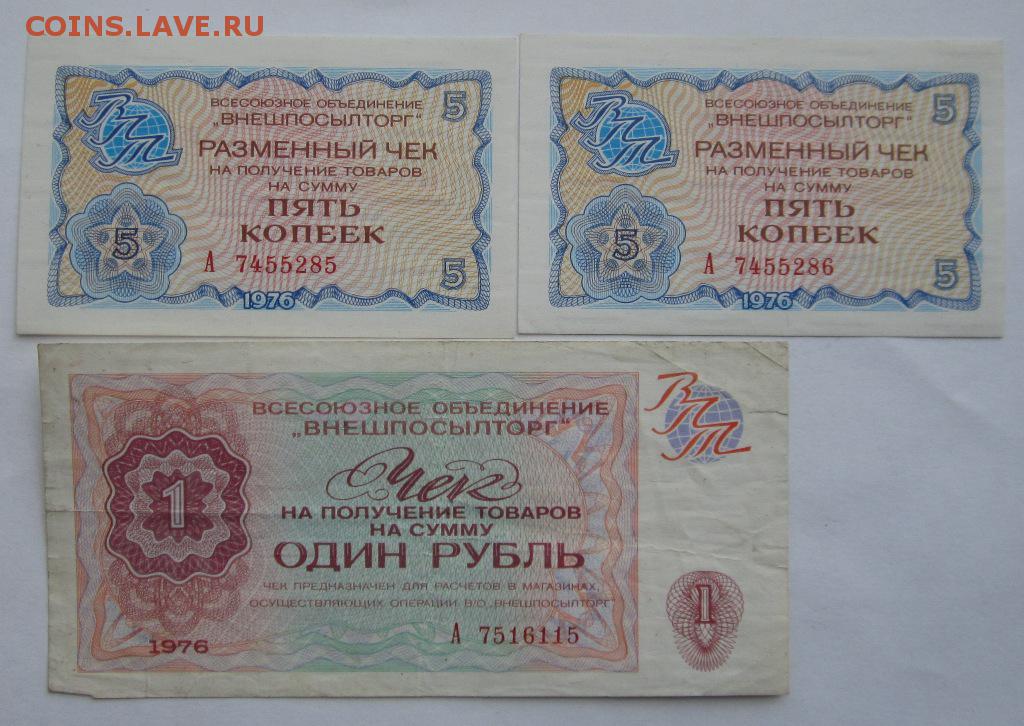 COINS.LAVE.RU
ВПТ
ВСЕСОЮЗНОЕ ОБЪЕДИНЕНИЕ
„ВНЕШПОСЫЛТОРГ“
РАЗМЕННЫЙ ЧЕК
НА ПОЛУЧЕНИЕ ТОВАРОВ
НА СУММУ
ПЯТЬ
КОПЕЕК
А 7455285
1976
5
5
5
ВПТ
ВСЕСОЮЗНОЕ ОБЪЕДИНЕНИЕ
„ВНЕШПОСЫЛТОРГ“
РАЗМЕННЫЙ ЧЕК
НА ПОЛУЧЕНИЕ ТОВАРОВ
НА СУММУ
ПЯТЬ
КОПЕЕК
А 7455286
1976
5
5
5
ВПТ
ВСЕСОЮЗНОЕ ОБЪЕДИНЕНИЕ
„ВНЕШПОСЫЛТОРГ“
Чек
НА ПОЛУЧЕНИЕ ТОВАРОВ
НА СУММУ
ОДИН РУБЛЬ
ЧЕК ПРЕДНАЗНАЧЕН ДЛЯ РАСЧЕТОВ В МАГАЗИНАХ,
ОСУЩЕСТВЛЯЮЩИХ ОПЕРАЦИИ В/О „ВНЕШПОСЫЛТОРГ“
1976
А 7516115
1
1